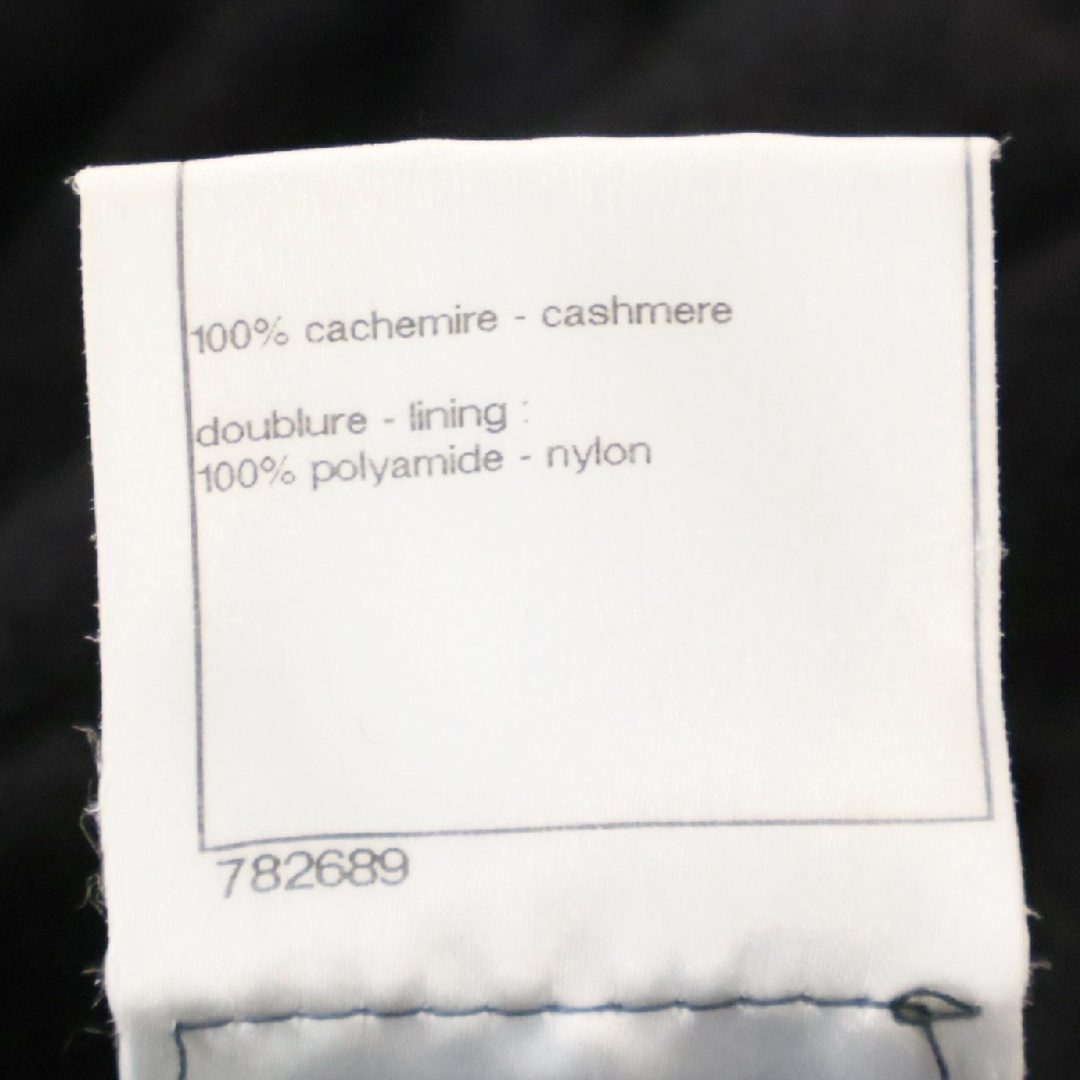 100% cachemire - cashmere
doublure - lining :
100% polyamide - nylon
782689